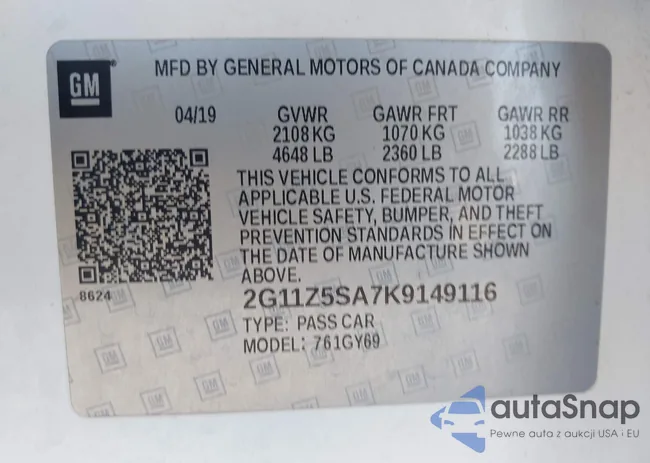 GM
MFD BY GENERAL MOTORS OF CANADA COMPANY
04/19 GVWR GAWR FRT GAWR RR
2108 KG 1070 KG 1038 KG
4648 LB 2360 LB 2288 LB
THIS VEHICLE CONFORMS TO ALL
APPLICABLE U.S. FEDERAL MOTOR
VEHICLE SAFETY, BUMPER, AND THEFT
PREVENTION STANDARDS IN EFFECT ON
THE DATE OF MANUFACTURE SHOWN
ABOVE.
8624
2G11Z5SA7K9149116
TYPE: PASS CAR
MODEL: 761GY69
autaSnap
Pewne auta z aukcji USA i EU